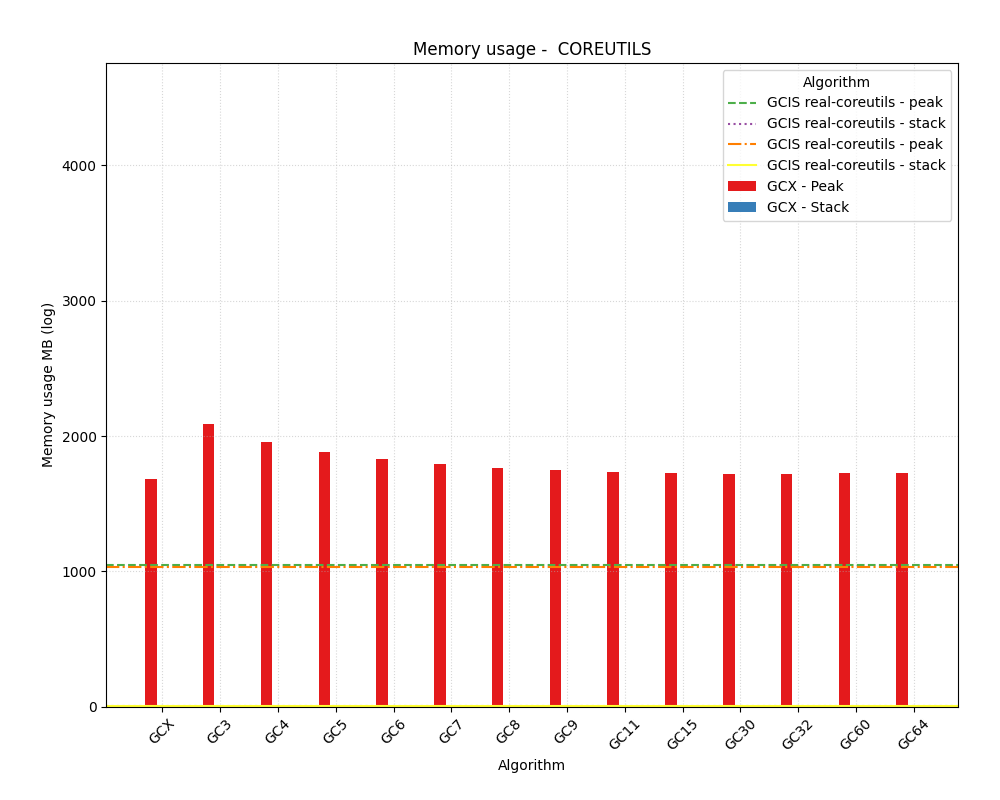 Memory usage -  COREUTILS
Algorithm
GCIS real-coreutils - peak
GCIS real-coreutils - stack
GCIS real-coreutils - peak
GCIS real-coreutils - stack
GCX - Peak
GCX - Stack
Memory usage MB (log)
4000
3000
2000
1000
0
GCX
GC3
GC4
GC5
GC6
GC7
GC8
GC9
GC11
GC15
GC30
GC32
GC60
GC64
Algorithm